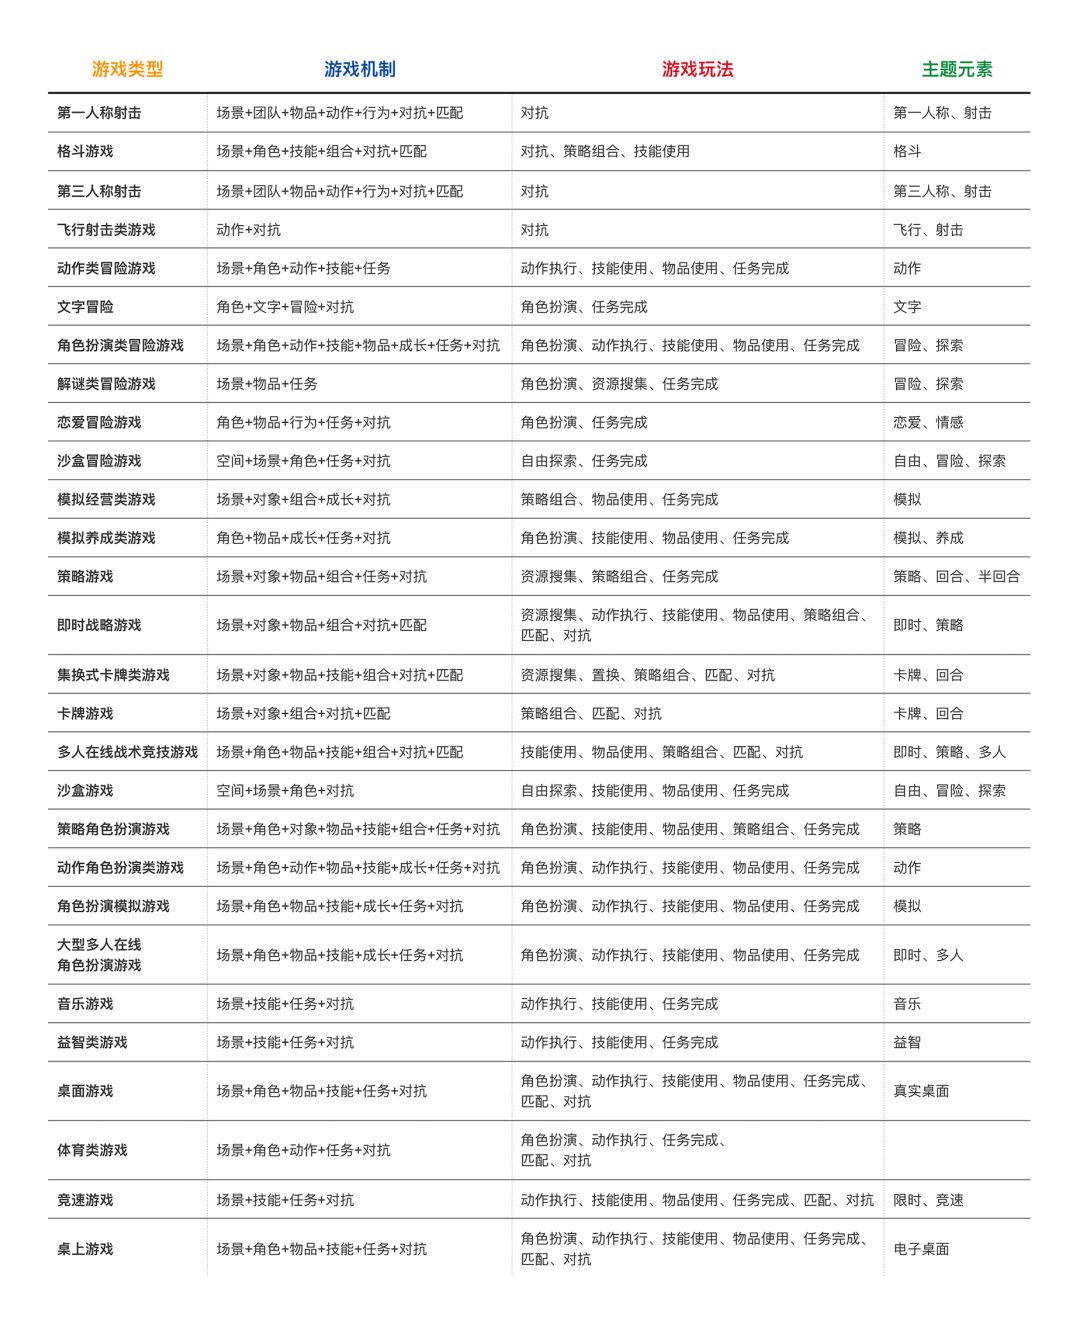 游戏类型 游戏机制 游戏玩法 主题元素
第一人称射击 场景+团队+物品+动作+行为+对抗+匹配 对抗 第一人称、射击
格斗游戏 场景+角色+技能+组合+对抗+匹配 对抗、策略组合、技能使用 格斗
第三人称射击 场景+团队+物品+动作+行为+对抗+匹配 对抗 第三人称、射击
飞行射击类游戏 动作+对抗 对抗 飞行、射击
动作类冒险游戏 场景+角色+动作+技能+任务 动作执行、技能使用、物品使用、任务完成 动作
文字冒险 角色+文字+冒险+对抗 角色扮演、任务完成 文字
角色扮演类冒险游戏 场景+角色+动作+技能+物品+成长+任务+对抗 角色扮演、动作执行、技能使用、物品使用、任务完成 冒险、探索
解谜类冒险游戏 场景+物品+任务 角色扮演、资源搜集、任务完成 冒险、探索
恋爱冒险游戏 角色+物品+行为+任务+对抗 角色扮演、任务完成 恋爱、情感
沙盒冒险游戏 空间+场景+角色+任务+对抗 自由探索、任务完成 自由、冒险、探索
模拟经营类游戏 场景+对象+组合+成长+对抗 策略组合、物品使用、任务完成 模拟
模拟养成类游戏 角色+物品+成长+任务+对抗 角色扮演、技能使用、物品使用、任务完成 模拟、养成
策略游戏 场景+对象+物品+组合+任务+对抗 资源搜集、策略组合、任务完成 策略、回合、半回合
即时战略游戏 场景+对象+物品+组合+对抗+匹配 资源搜集、动作执行、技能使用、物品使用、策略组合、
匹配、对抗 即时、策略
集换式卡牌类游戏 场景+对象+物品+技能+组合+对抗+匹配 资源搜集、置换、策略组合、匹配、对抗 卡牌、回合
卡牌游戏 场景+对象+组合+对抗+匹配 策略组合、匹配、对抗 卡牌、回合
多人在线战术竞技游戏 场景+角色+物品+技能+组合+对抗+匹配 技能使用、物品使用、策略组合、匹配、对抗 即时、策略、多人
沙盒游戏 空间+场景+角色+对抗 自由探索、技能使用、物品使用、任务完成 自由、冒险、探索
策略角色扮演游戏 场景+角色+对象+物品+技能+组合+任务+对抗 角色扮演、技能使用、物品使用、策略组合、任务完成 策略
动作角色扮演类游戏 场景+角色+动作+物品+技能+成长+任务+对抗 角色扮演、动作执行、技能使用、物品使用、任务完成 动作
角色扮演模拟游戏 场景+角色+物品+技能+成长+任务+对抗 角色扮演、动作执行、技能使用、物品使用、任务完成 模拟
大型多人在线
角色扮演游戏 场景+角色+物品+技能+成长+任务+对抗 角色扮演、动作执行、技能使用、物品使用、任务完成 即时、多人
音乐游戏 场景+技能+任务+对抗 动作执行、技能使用、任务完成 音乐
益智类游戏 场景+技能+任务+对抗 动作执行、技能使用、任务完成 益智
桌面游戏 场景+角色+物品+技能+任务+对抗 角色扮演、动作执行、技能使用、物品使用、任务完成、
匹配、对抗 真实桌面
体育类游戏 场景+角色+动作+任务+对抗 角色扮演、动作执行、任务完成、
匹配、对抗
竞速游戏 场景+技能+任务+对抗 动作执行、技能使用、物品使用、任务完成、匹配、对抗 限时、竞速
桌上游戏 场景+角色+物品+技能+任务+对抗 角色扮演、动作执行、技能使用、物品使用、任务完成、
匹配、对抗 电子桌面